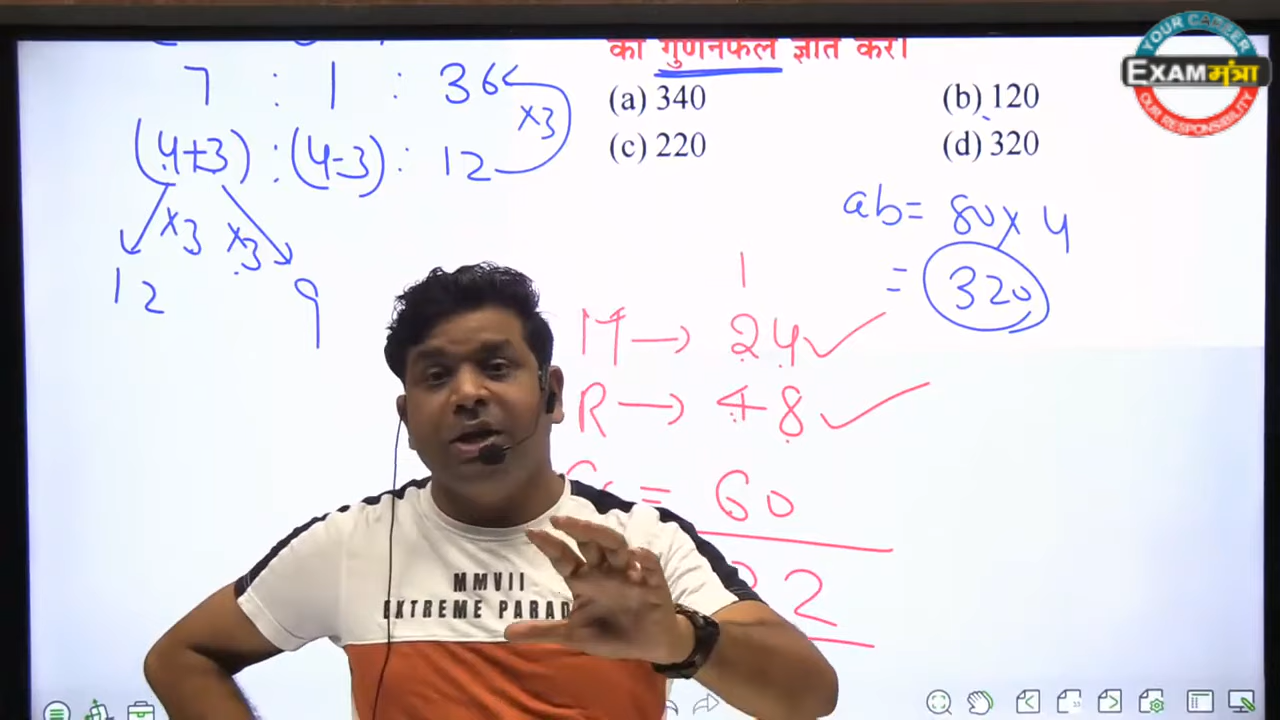 का गुणनफल ज्ञात करो।
(a) 340 (b) 120
(c) 220 (d) 320
7 : 1 : 36
×3
(4+3) : (4-3) : 12
×3 ×3
12 9
ab = 80 × 4
= 320
1
M → 24
R → 48
= 60
2
YOUR CAREER
EXAMमंत्रा
OUR RESPONSIBILITY
MMVII
EXTREME PARAD